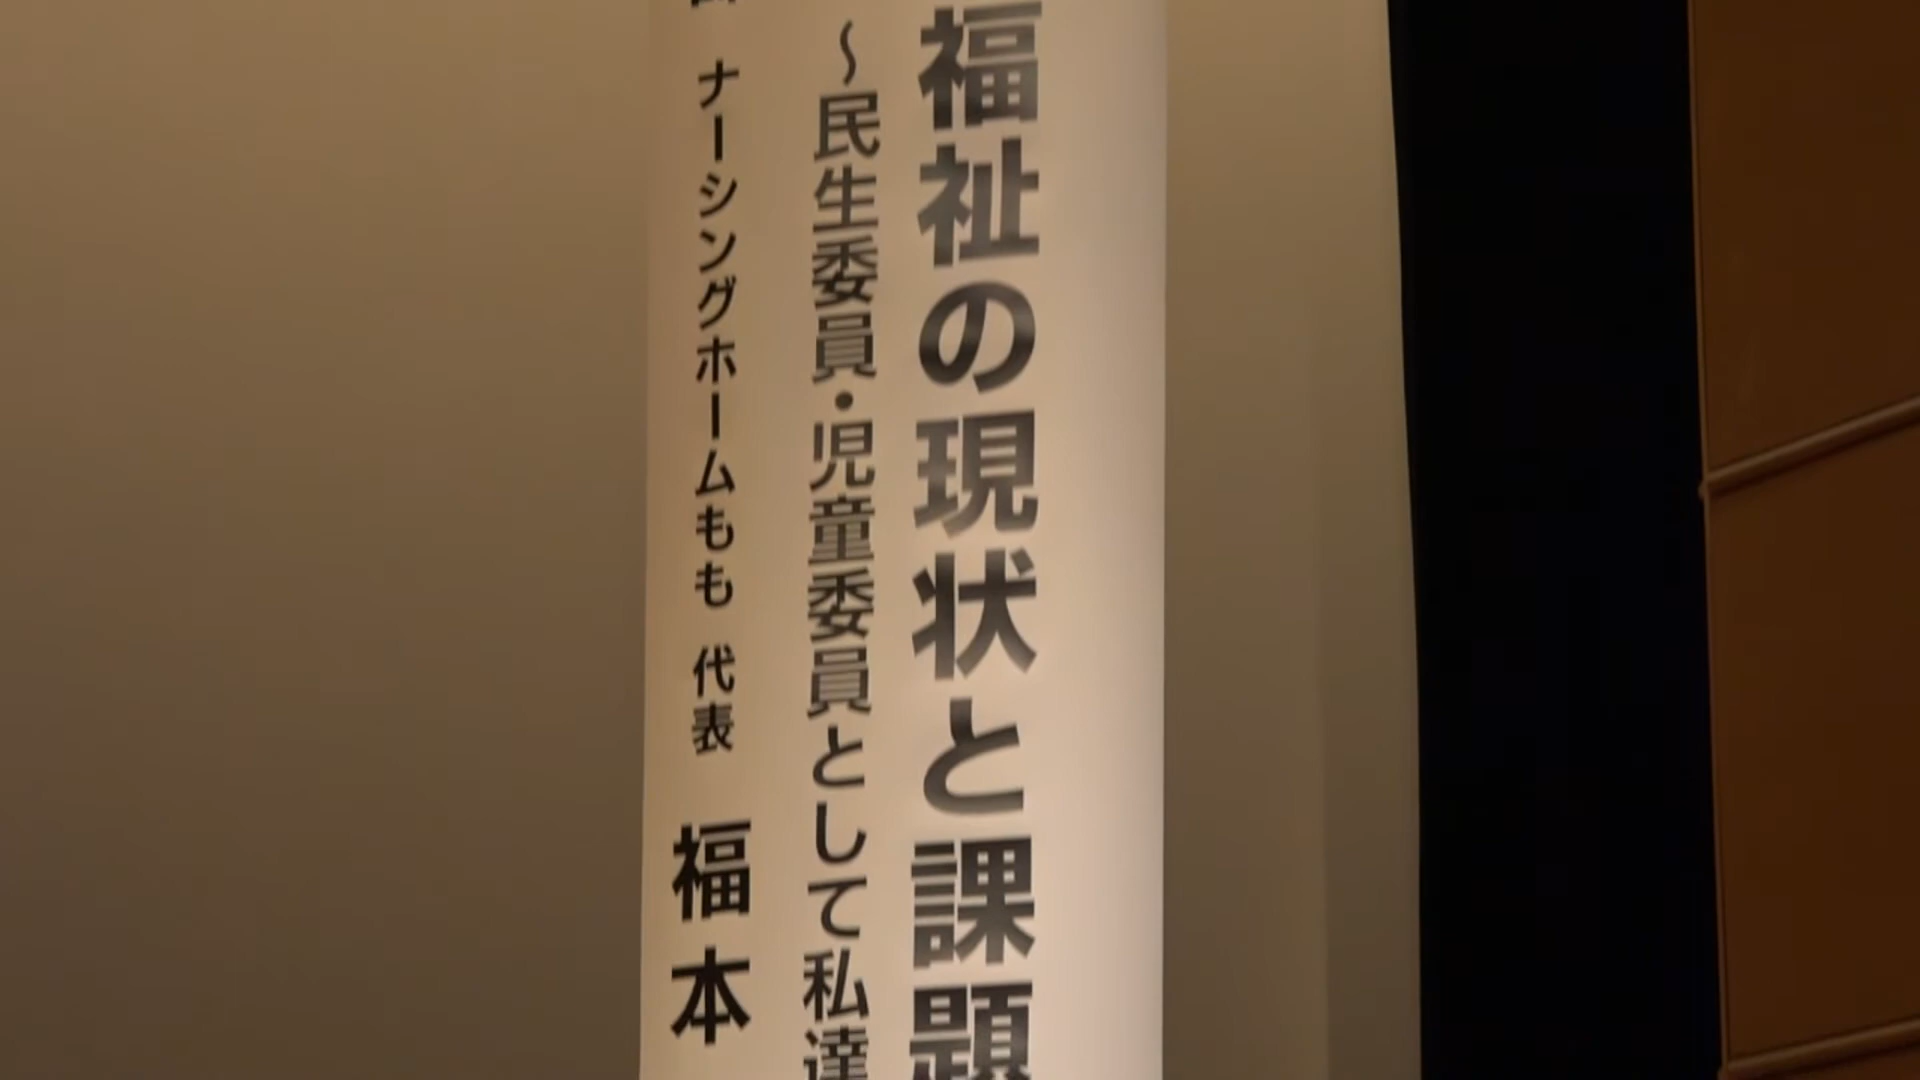 福祉の現状と課題
～民生委員・児童委員として私達
ナーシングホームもも 代表 福本